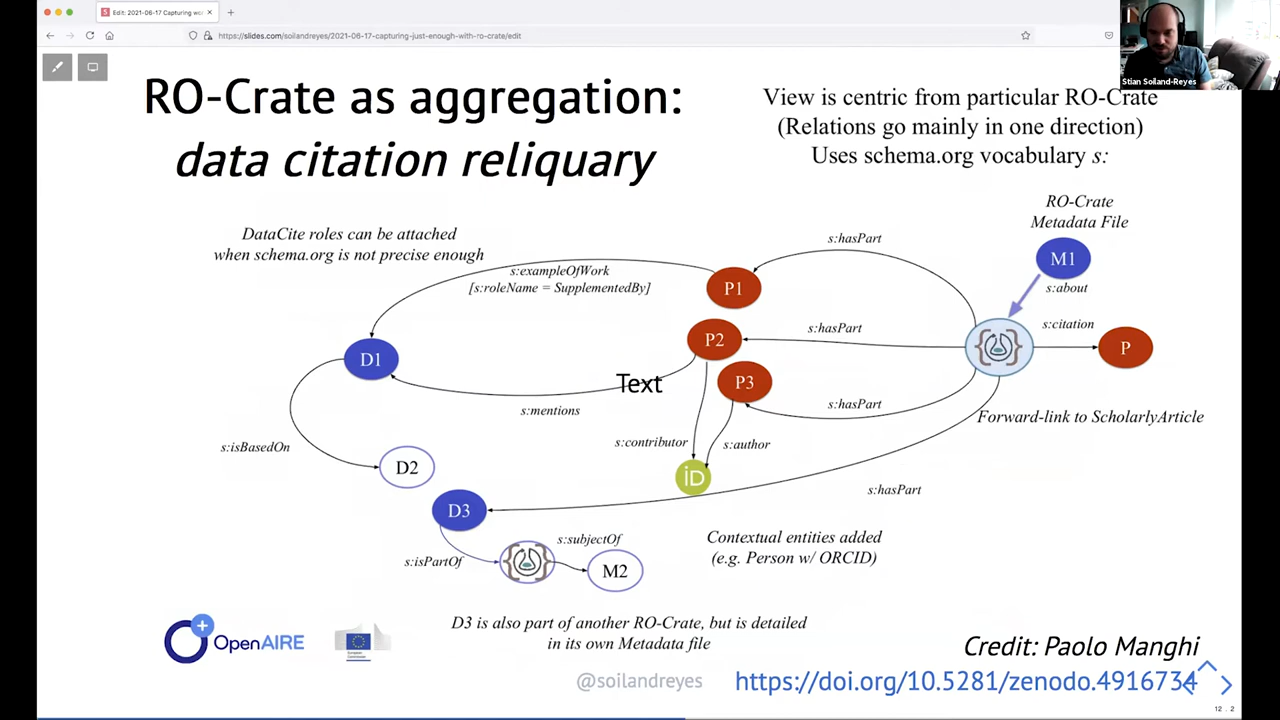 Edit: 2021-06-17 Capturing wo
https://slides.com/soilandreyes/2021-06-17-capturing-just-enough-with-ro-crate/edit
Stian Soiland-Reyes
RO-Crate as aggregation:
data citation reliquary
View is centric from particular RO-Crate
(Relations go mainly in one direction)
Uses schema.org vocabulary s:
RO-Crate
Metadata File
DataCite roles can be attached
when schema.org is not precise enough
s:exampleOfWork
[s:roleName = SupplementedBy]
s:hasPart
M1
s:about
P1
s:citation
s:hasPart
P2
P
D1
Text
P3
s:hasPart
s:mentions
Forward-link to ScholarlyArticle
s:isBasedOn
s:contributor
s:author
D2
iD
s:hasPart
D3
s:isPartOf
s:subjectOf
M2
Contextual entities added
(e.g. Person w/ ORCID)
D3 is also part of another RO-Crate, but is detailed
in its own Metadata file
OpenAIRE
Credit: Paolo Manghi
@soilandreyes
https://doi.org/10.5281/zenodo.4916734
12.2